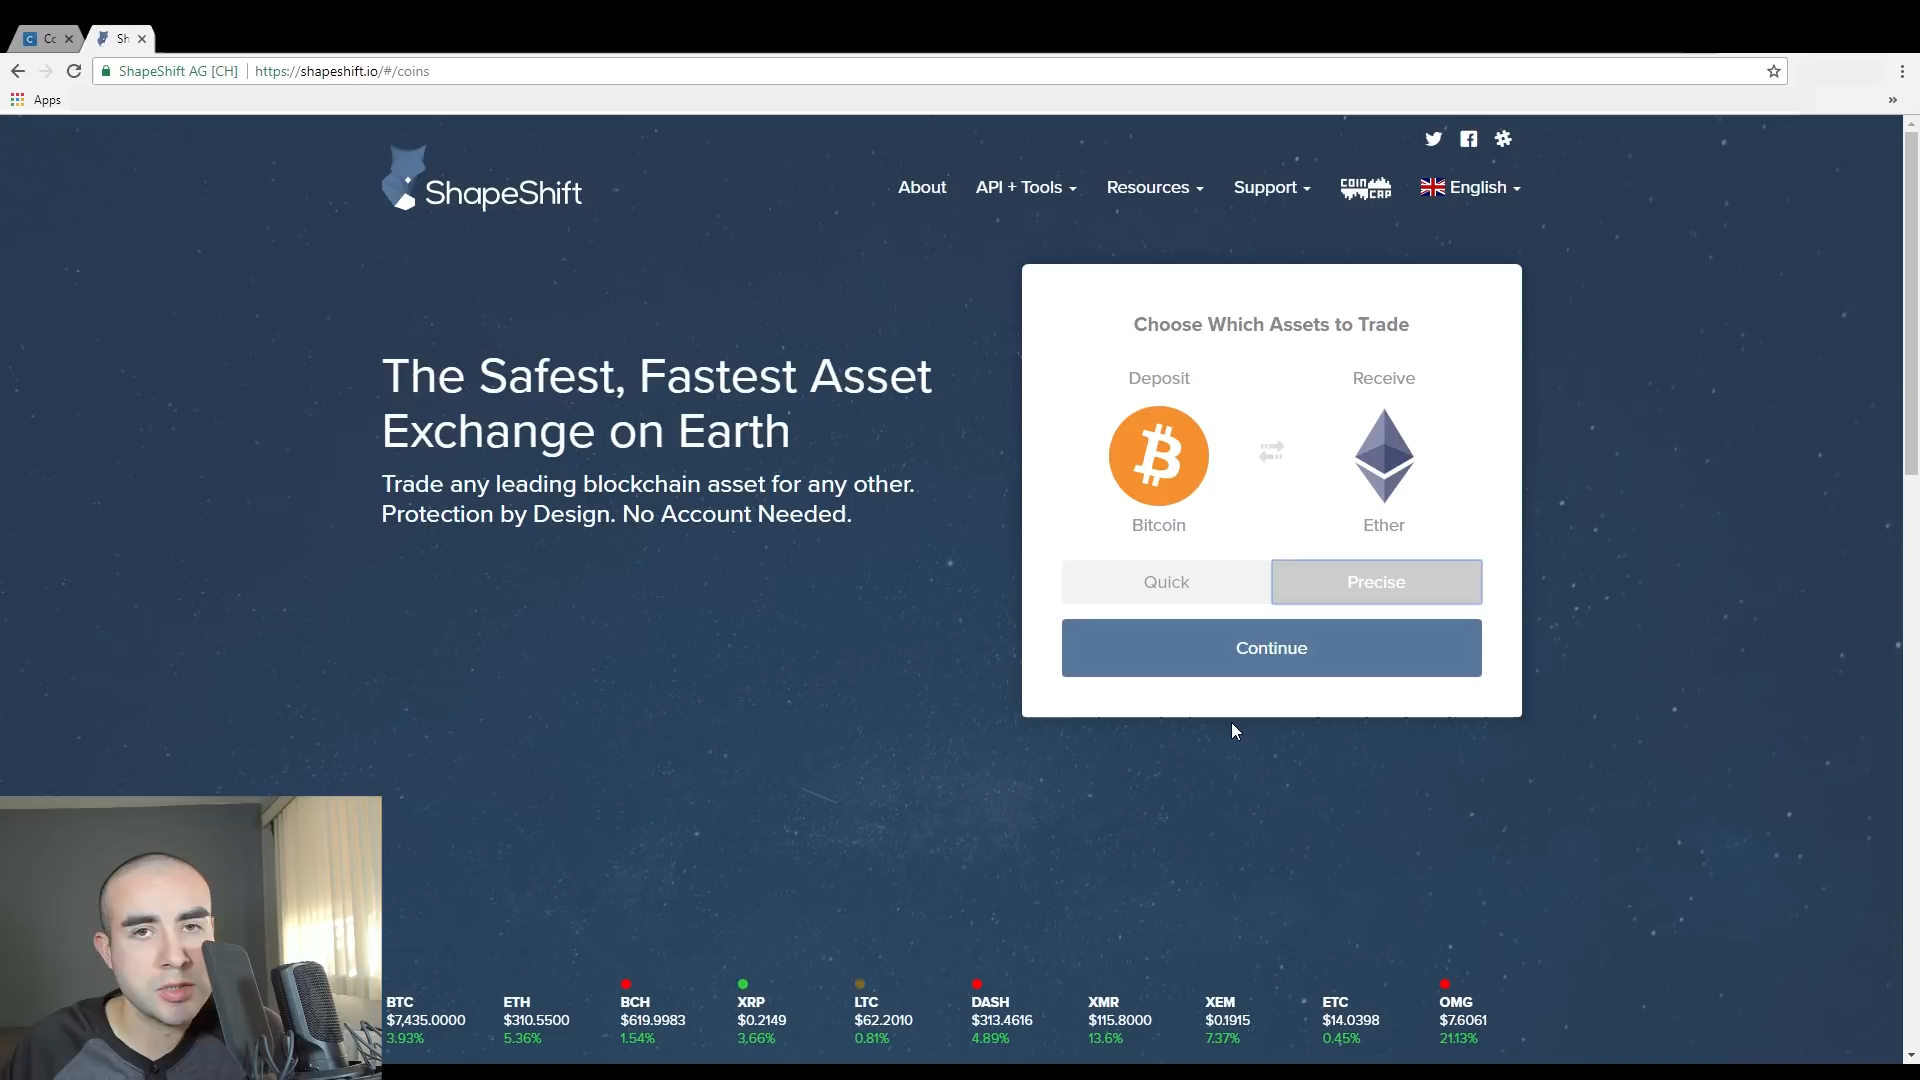 Cc
Sh
ShapeShift AG [CH]
https://shapeshift.io/#/coins
Apps
»
ShapeShift
About
API + Tools
Resources
Support
COIN CAP
English
The Safest, Fastest Asset
Exchange on Earth
Trade any leading blockchain asset for any other.
Protection by Design. No Account Needed.
Choose Which Assets to Trade
Deposit
Receive
Bitcoin
Ether
Quick
Precise
Continue
BTC ETH BCH XRP LTC DASH XMR XEM ETC OMG
$7,435.0000 $310.5500 $619.9983 $0.2149 $62.2010 $313.4616 $115.8000 $0.1915 $14.0398 $7.6061
3.93% 5.36% 1.54% 3.66% 0.81% 4.89% 13.6% 7.37% 0.45% 21.13%